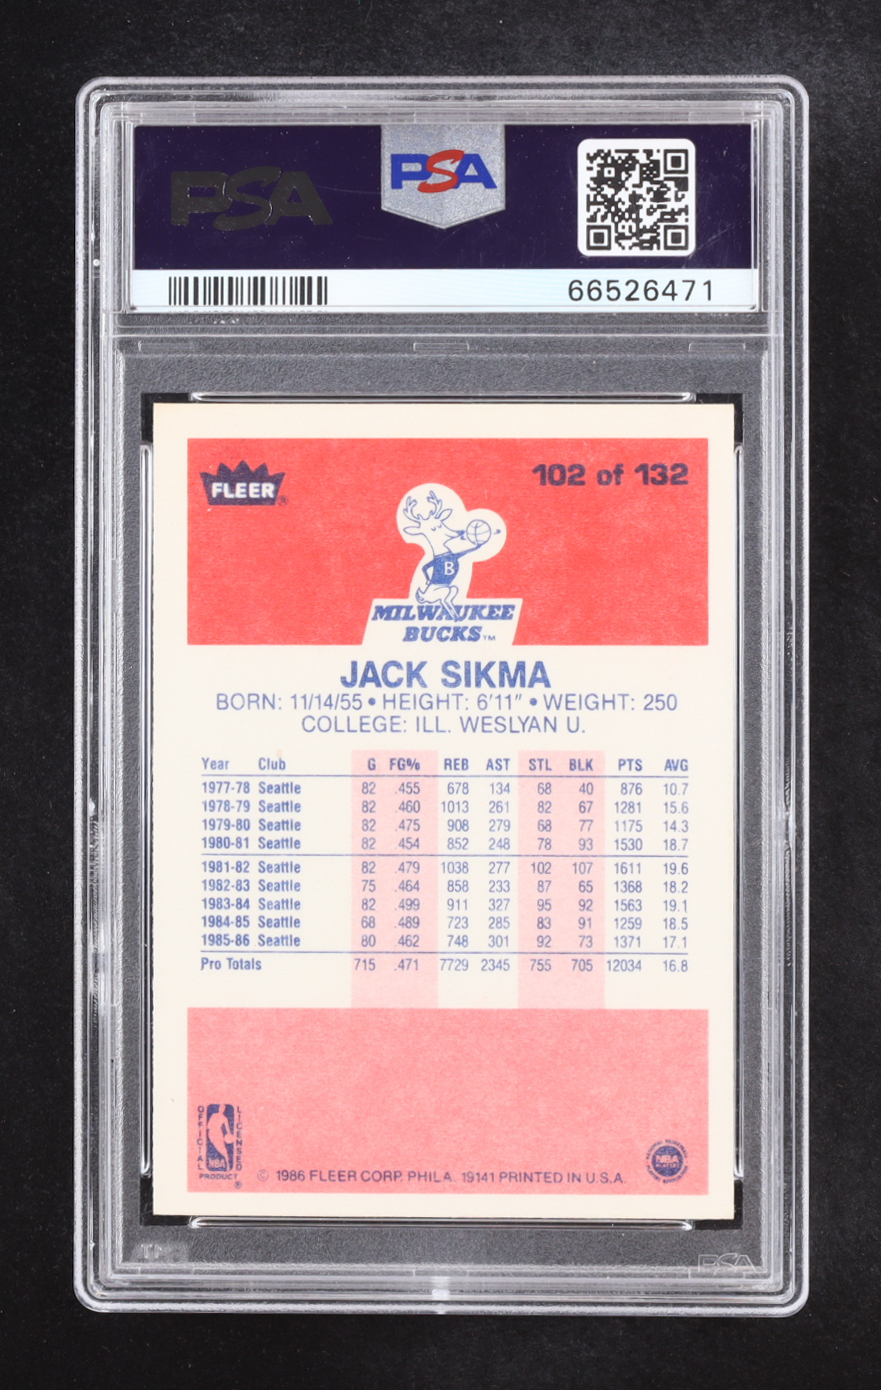 PSA
PSA
66526471
FLEER®
102 of 132
B
MILWAUKEE
BUCKS™
JACK SIKMA
BORN: 11/14/55 • HEIGHT: 6'11" • WEIGHT: 250
COLLEGE: ILL. WESLYAN U.
Year Club G FG% REB AST STL BLK PTS AVG
1977-78 Seattle 82 .455 678 134 68 40 876 10.7
1978-79 Seattle 82 .460 1013 261 82 67 1281 15.6
1979-80 Seattle 82 .475 908 279 68 77 1175 14.3
1980-81 Seattle 82 .454 852 248 78 93 1530 18.7
1981-82 Seattle 82 .479 1038 277 102 107 1611 19.6
1982-83 Seattle 75 .464 858 233 87 65 1368 18.2
1983-84 Seattle 82 .499 911 327 95 92 1563 19.1
1984-85 Seattle 68 .489 723 285 83 91 1259 18.5
1985-86 Seattle 80 .462 748 301 92 73 1371 17.1
Pro Totals 715 .471 7729 2345 755 705 12034 16.8
OFFICIAL LICENSED
NBA
PRODUCT ®
© 1986 FLEER CORP. PHILA. 19141 PRINTED IN U.S.A.
NBA
PLAYERS
PSA